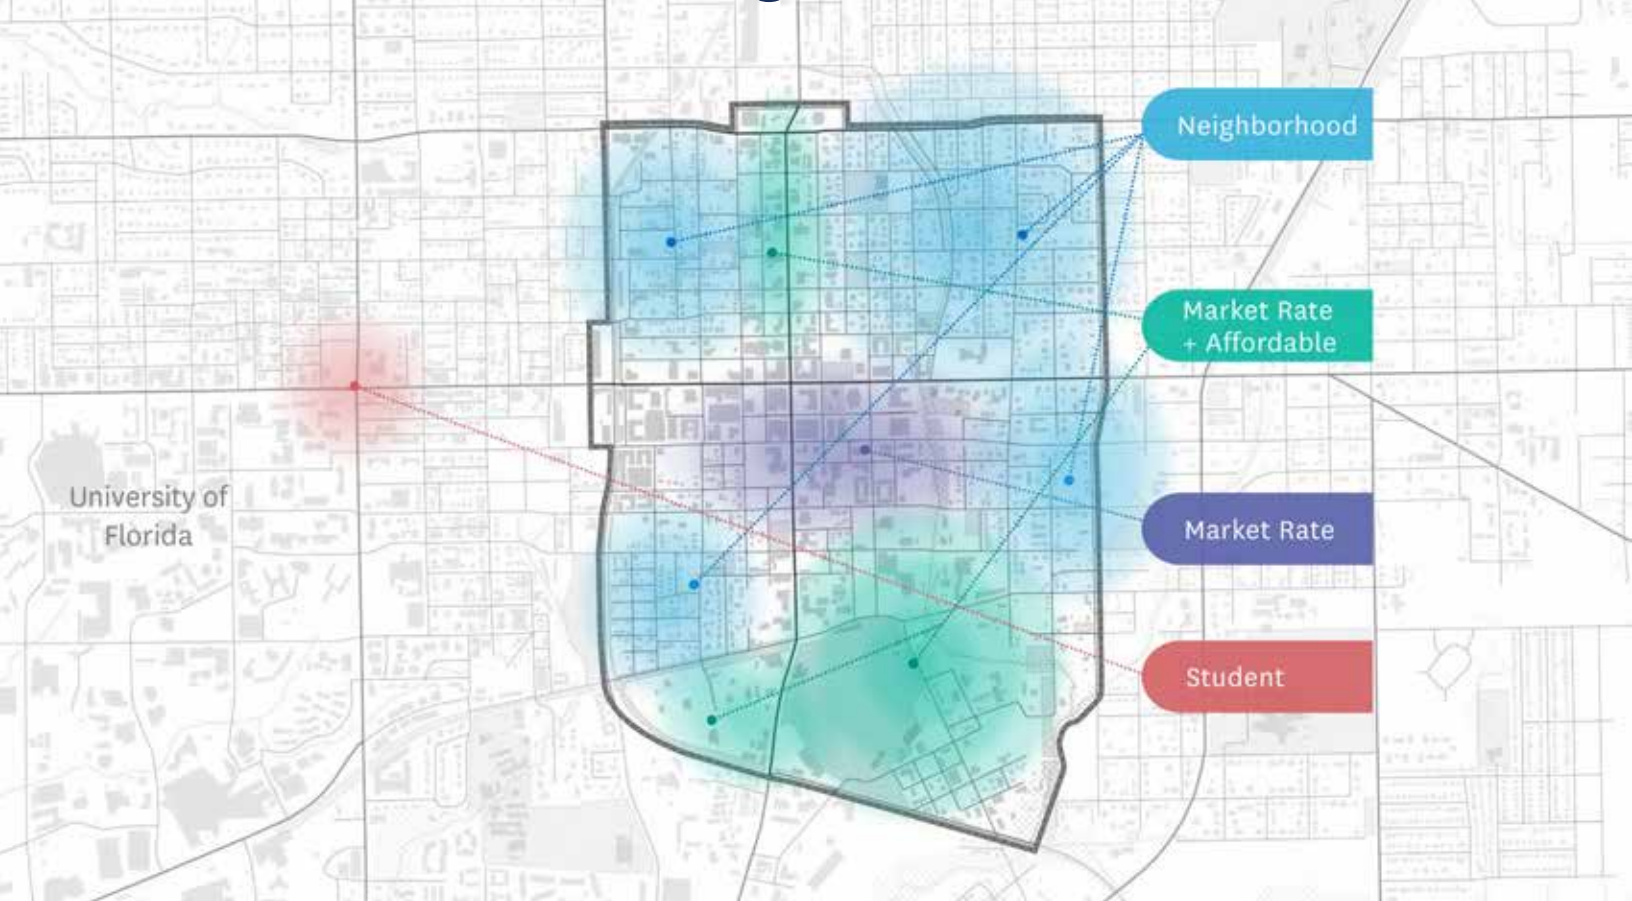 Neighborhood
Market Rate
+ Affordable
University of
Florida
Market Rate
Student